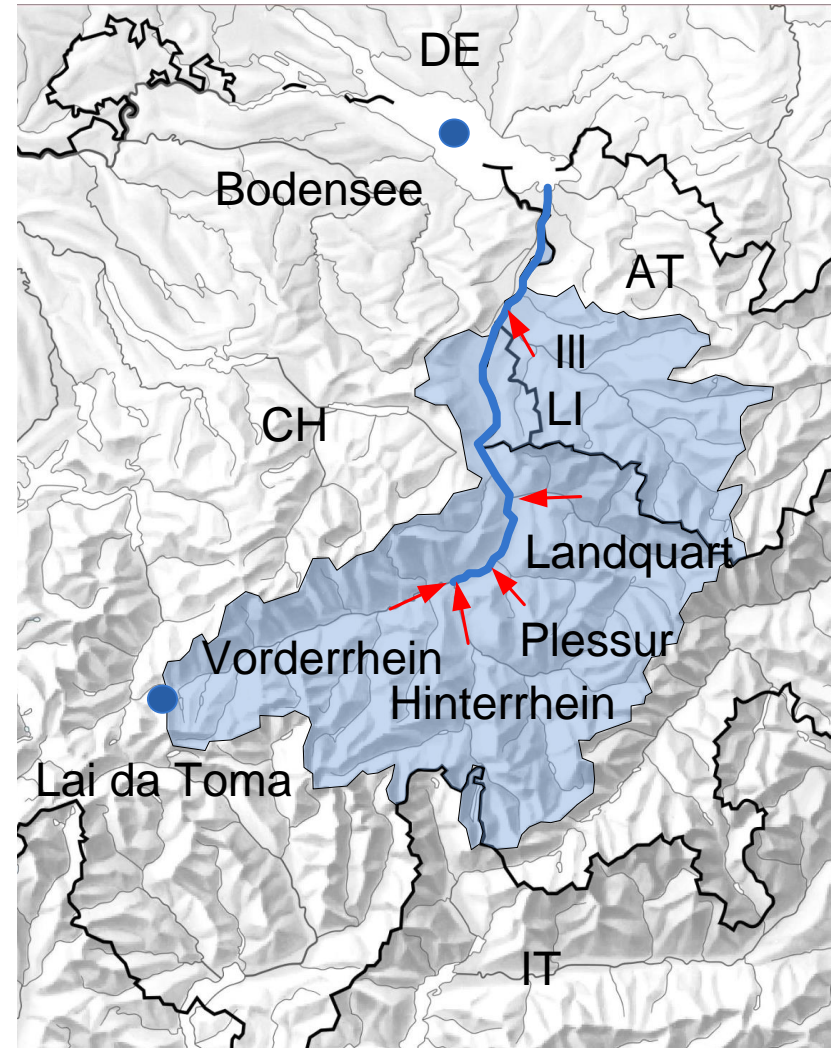 DE
Bodensee
AT
Ill
LI
CH
Landquart
Plessur
Vorderrhein
Hinterrhein
Lai da Toma
IT